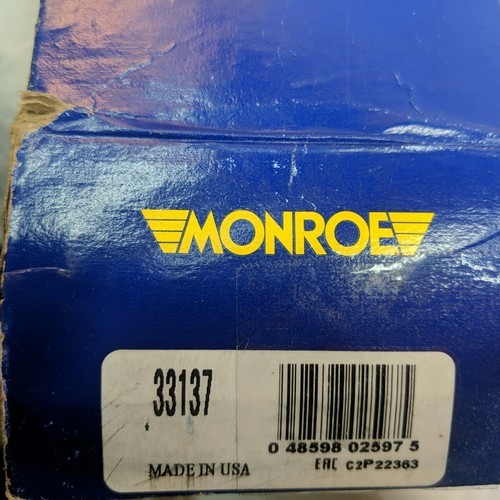 MONROE
33137
0 48598 02597 5
EAC C2P22363
MADE IN USA